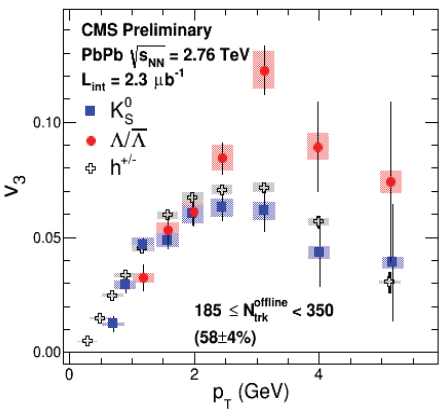 CMS Preliminary
PbPb √sNN = 2.76 TeV
Lint = 2.3 μb-1
K0S
Λ/Λ̅
h+/-
v3
0.10
0.05
0.00
185 ≤ Nofflinetrk < 350
(58±4%)
0 2 4
pT (GeV)